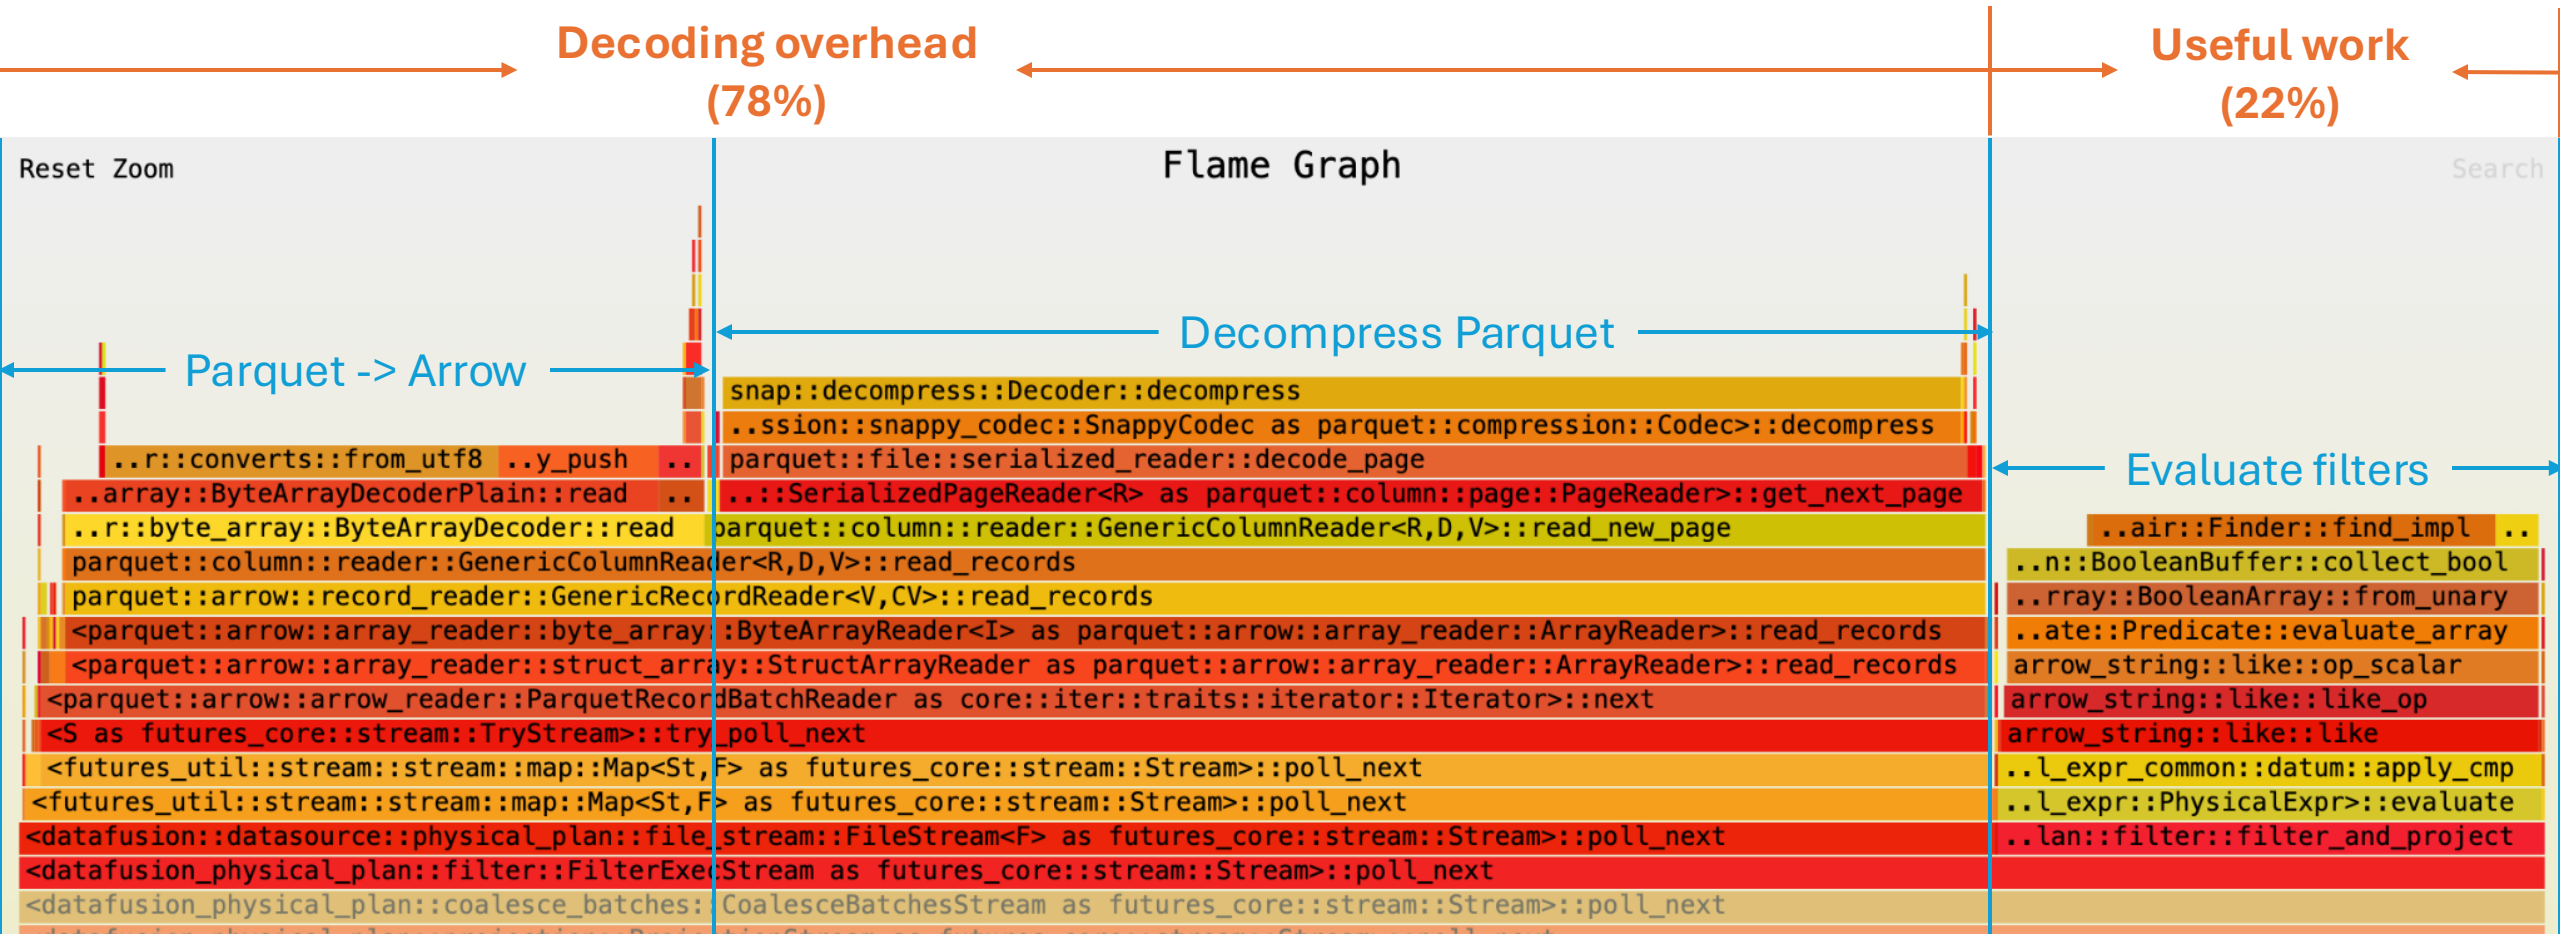 Decoding overhead
(78%)
Useful work
(22%)
Reset Zoom
Flame Graph
Search
Decompress Parquet
Parquet -> Arrow
snap::decompress::Decoder::decompress
..ssion::snappy_codec::SnappyCodec as parquet::compression::Codec>::decompress
..r::converts::from_utf8 ..y_push .. parquet::file::serialized_reader::decode_page
Evaluate filters
..array::ByteArrayDecoderPlain::read .. ..::SerializedPageReader<R> as parquet::column::page::PageReader>::get_next_page
..r::byte_array::ByteArrayDecoder::read parquet::column::reader::GenericColumnReader<R,D,V>::read_new_page ..air::Finder::find_impl ..
parquet::column::reader::GenericColumnReader<R,D,V>::read_records ..n::BooleanBuffer::collect_bool
parquet::arrow::record_reader::GenericRecordReader<V,CV>::read_records ..rray::BooleanArray::from_unary
<parquet::arrow::array_reader::byte_array::ByteArrayReader<I> as parquet::arrow::array_reader::ArrayReader>::read_records ..ate::Predicate::evaluate_array
<parquet::arrow::array_reader::struct_array::StructArrayReader as parquet::arrow::array_reader::ArrayReader>::read_records arrow_string::like::op_scalar
<parquet::arrow::arrow_reader::ParquetRecordBatchReader as core::iter::traits::iterator::Iterator>::next arrow_string::like::like_op
<S as futures_core::stream::TryStream>::try_poll_next arrow_string::like::like
<futures_util::stream::stream::map::Map<St,F> as futures_core::stream::Stream>::poll_next ..l_expr_common::datum::apply_cmp
<futures_util::stream::stream::map::Map<St,F> as futures_core::stream::Stream>::poll_next ..l_expr::PhysicalExpr>::evaluate
<datafusion::datasource::physical_plan::file_stream::FileStream<F> as futures_core::stream::Stream>::poll_next ..lan::filter::filter_and_project
<datafusion_physical_plan::filter::FilterExecStream as futures_core::stream::Stream>::poll_next
<datafusion_physical_plan::coalesce_batches::CoalesceBatchesStream as futures_core::stream::Stream>::poll_next